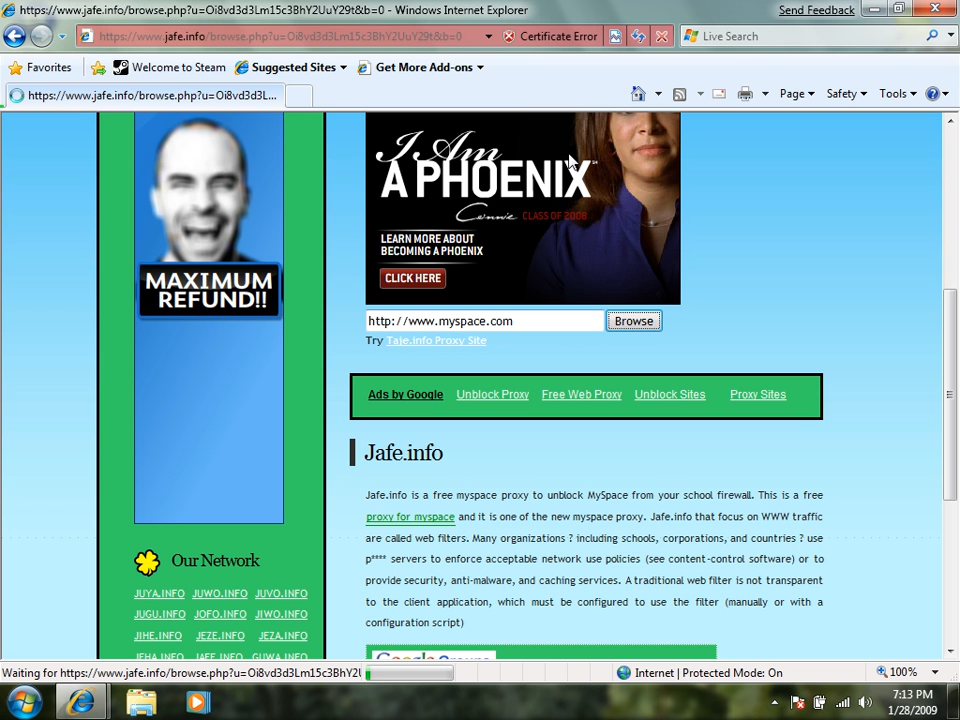 https://www.jafe.info/browse.php?u=Oi8vd3d3Lm15c3BhY2UuY29t&b=0 - Windows Internet Explorer
Send Feedback
https://www.jafe.info/browse.php?u=Oi8vd3d3Lm15c3BhY2UuY29t&b=0
Certificate Error
Live Search
Favorites
Welcome to Steam
Suggested Sites
Get More Add-ons
https://www.jafe.info/browse.php?u=Oi8vd3d3L...
Page
Safety
Tools
I Am
A PHOENIX
Connie CLASS OF 2008
LEARN MORE ABOUT
BECOMING A PHOENIX
CLICK HERE
MAXIMUM
REFUND!!
http://www.myspace.com
Browse
Try Taje.info Proxy Site
Ads by Google Unblock Proxy Free Web Proxy Unblock Sites Proxy Sites
Jafe.info
Jafe.info is a free myspace proxy to unblock MySpace from your school firewall. This is a free
proxy for myspace and it is one of the new myspace proxy. Jafe.info that focus on WWW traffic
are called web filters. Many organizations ? including schools, corporations, and countries ? use
p**** servers to enforce acceptable network use policies (see content-control software) or to
provide security, anti-malware, and caching services. A traditional web filter is not transparent
to the client application, which must be configured to use the filter (manually or with a
configuration script)
Our Network
JUYA.INFO JUWO.INFO JUVO.INFO
JUGU.INFO JOFO.INFO JIWO.INFO
JIHE.INFO JEZE.INFO JEZA.INFO
JEHA.INFO JAFE.INFO GUWA.INFO
Google Groups
Waiting for https://www.jafe.info/browse.php?u=Oi8vd3d3Lm15c3BhY2Ul
Internet | Protected Mode: On
100%
7:13 PM
1/28/2009